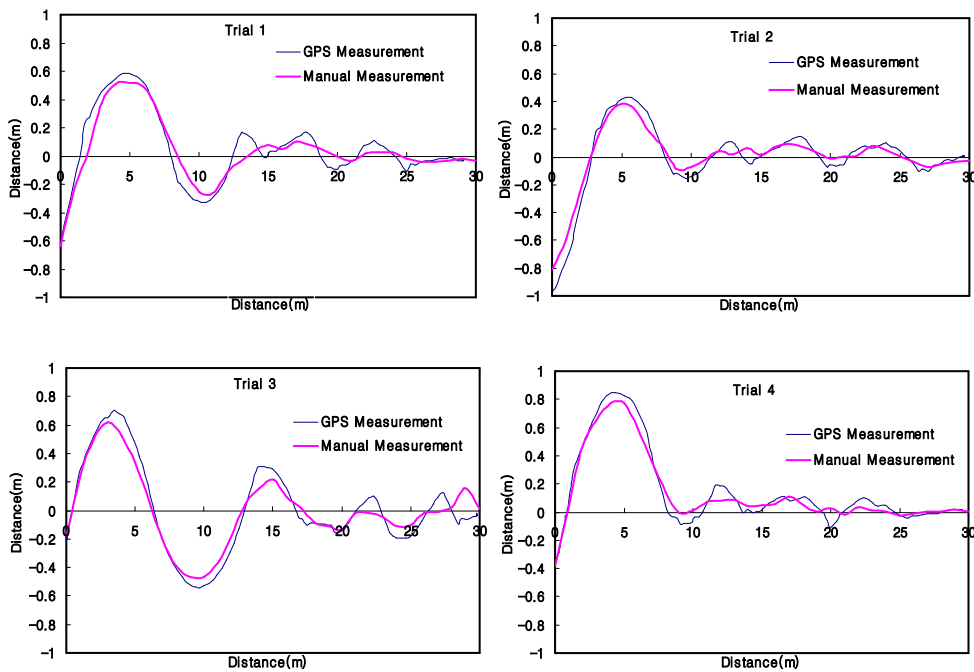 Trial 1
GPS Measurement
Manual Measurement
Distance(m)
1
0.8
0.6
0.4
0.2
0
−0.2
−0.4
−0.6
−0.8
−1
0 5 10 15 20 25 30
Distance(m)
Trial 2
GPS Measurement
Manual Measurement
Distance(m)
1
0.8
0.6
0.4
0.2
0
−0.2
−0.4
−0.6
−0.8
−1
0 5 10 15 20 25 30
Distance(m)
Trial 3
GPS Measurement
Manual Measurement
Distance(m)
1
0.8
0.6
0.4
0.2
0
−0.2
−0.4
−0.6
−0.8
−1
0 5 10 15 20 25 30
Distance(m)
Trial 4
GPS Measurement
Manual Measurement
Distance(m)
1
0.8
0.6
0.4
0.2
0
−0.2
−0.4
−0.6
−0.8
−1
0 5 10 15 20 25 30
Distance(m)